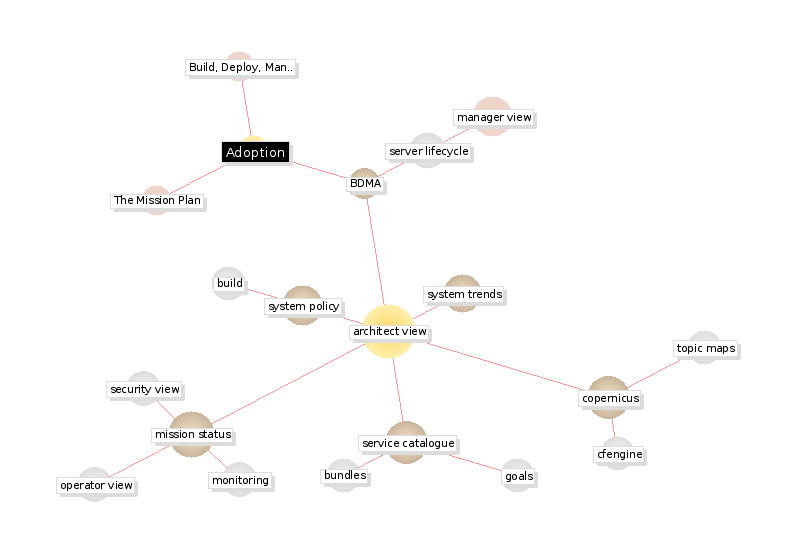 Build, Deploy, Man..
manager view
server lifecycle
Adoption
BDMA
The Mission Plan
build
system trends
system policy
architect view
topic maps
security view
copernicus
mission status
service catalogue
cfengine
bundles
goals
monitoring
operator view